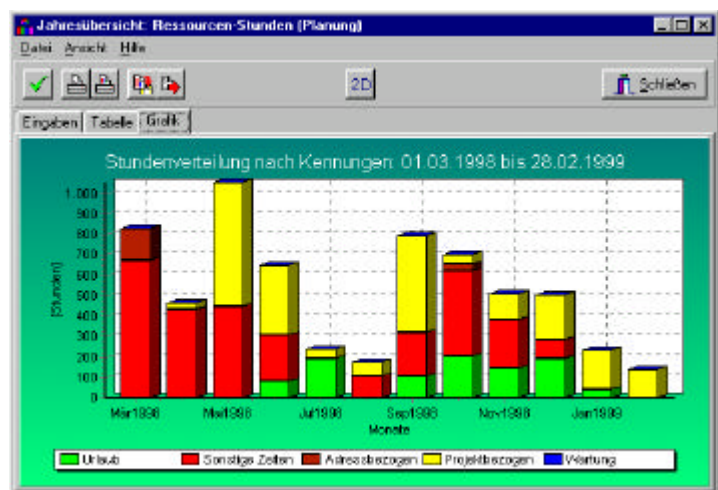 Jahresübersicht: Ressourcen-Stunden (Planung)
Datei Ansicht Hilfe
2D Schließen
Eingaben Tabelle Grafik
Stundenverteilung nach Kennungen: 01.03.1998 bis 28.02.1999
1.000
900
800
700
600
500
400
300
200
100
0
[Stunden]
Mär1998 Mai1998 Jul1998 Sep1998 Nov1998 Jan1999
Monate
Urlaub Sonstige Zeiten Adressbezogen Projektbezogen Wartung